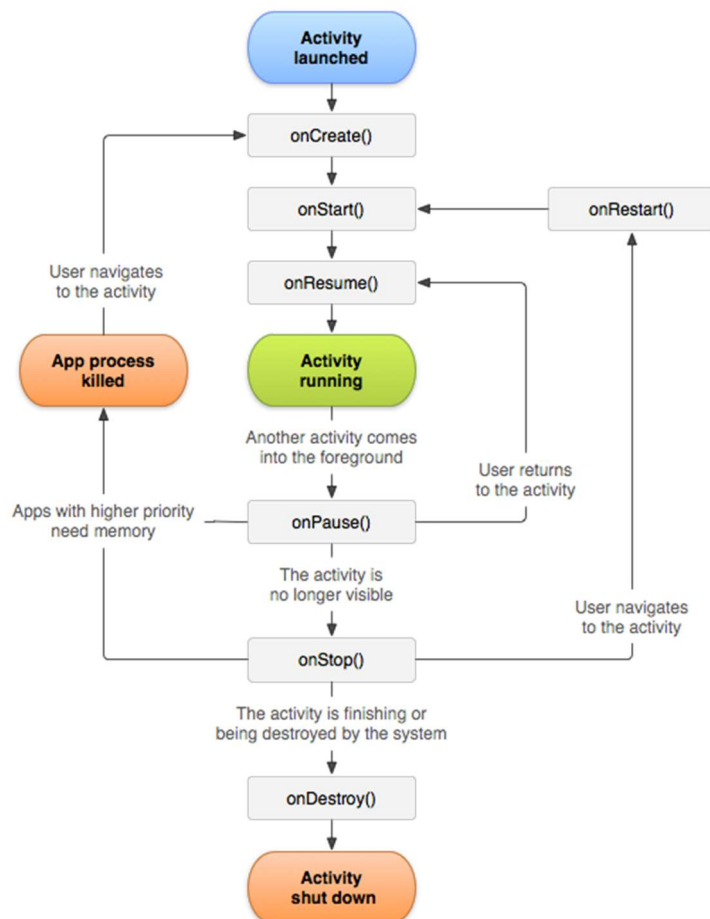 Activity
launched
onCreate()
onStart()
onRestart()
User navigates
to the activity
onResume()
App process
killed
Activity
running
Another activity comes
into the foreground
User returns
to the activity
Apps with higher priority
need memory
onPause()
The activity is
no longer visible
User navigates
to the activity
onStop()
The activity is finishing or
being destroyed by the system
onDestroy()
Activity
shut down